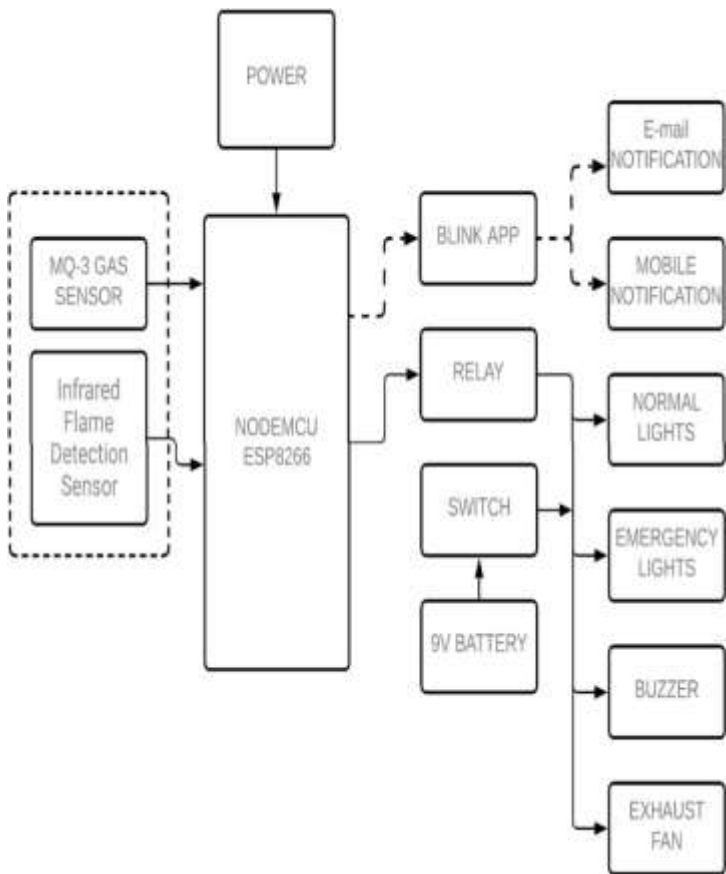 POWER
E-mail
NOTIFICATION
BLINK APP
MQ-3 GAS
SENSOR
MOBILE
NOTIFICATION
RELAY
Infrared
Flame
Detection
Sensor
NORMAL
LIGHTS
NODEMCU
ESP8266
SWITCH
EMERGENCY
LIGHTS
9V BATTERY
BUZZER
EXHAUST
FAN